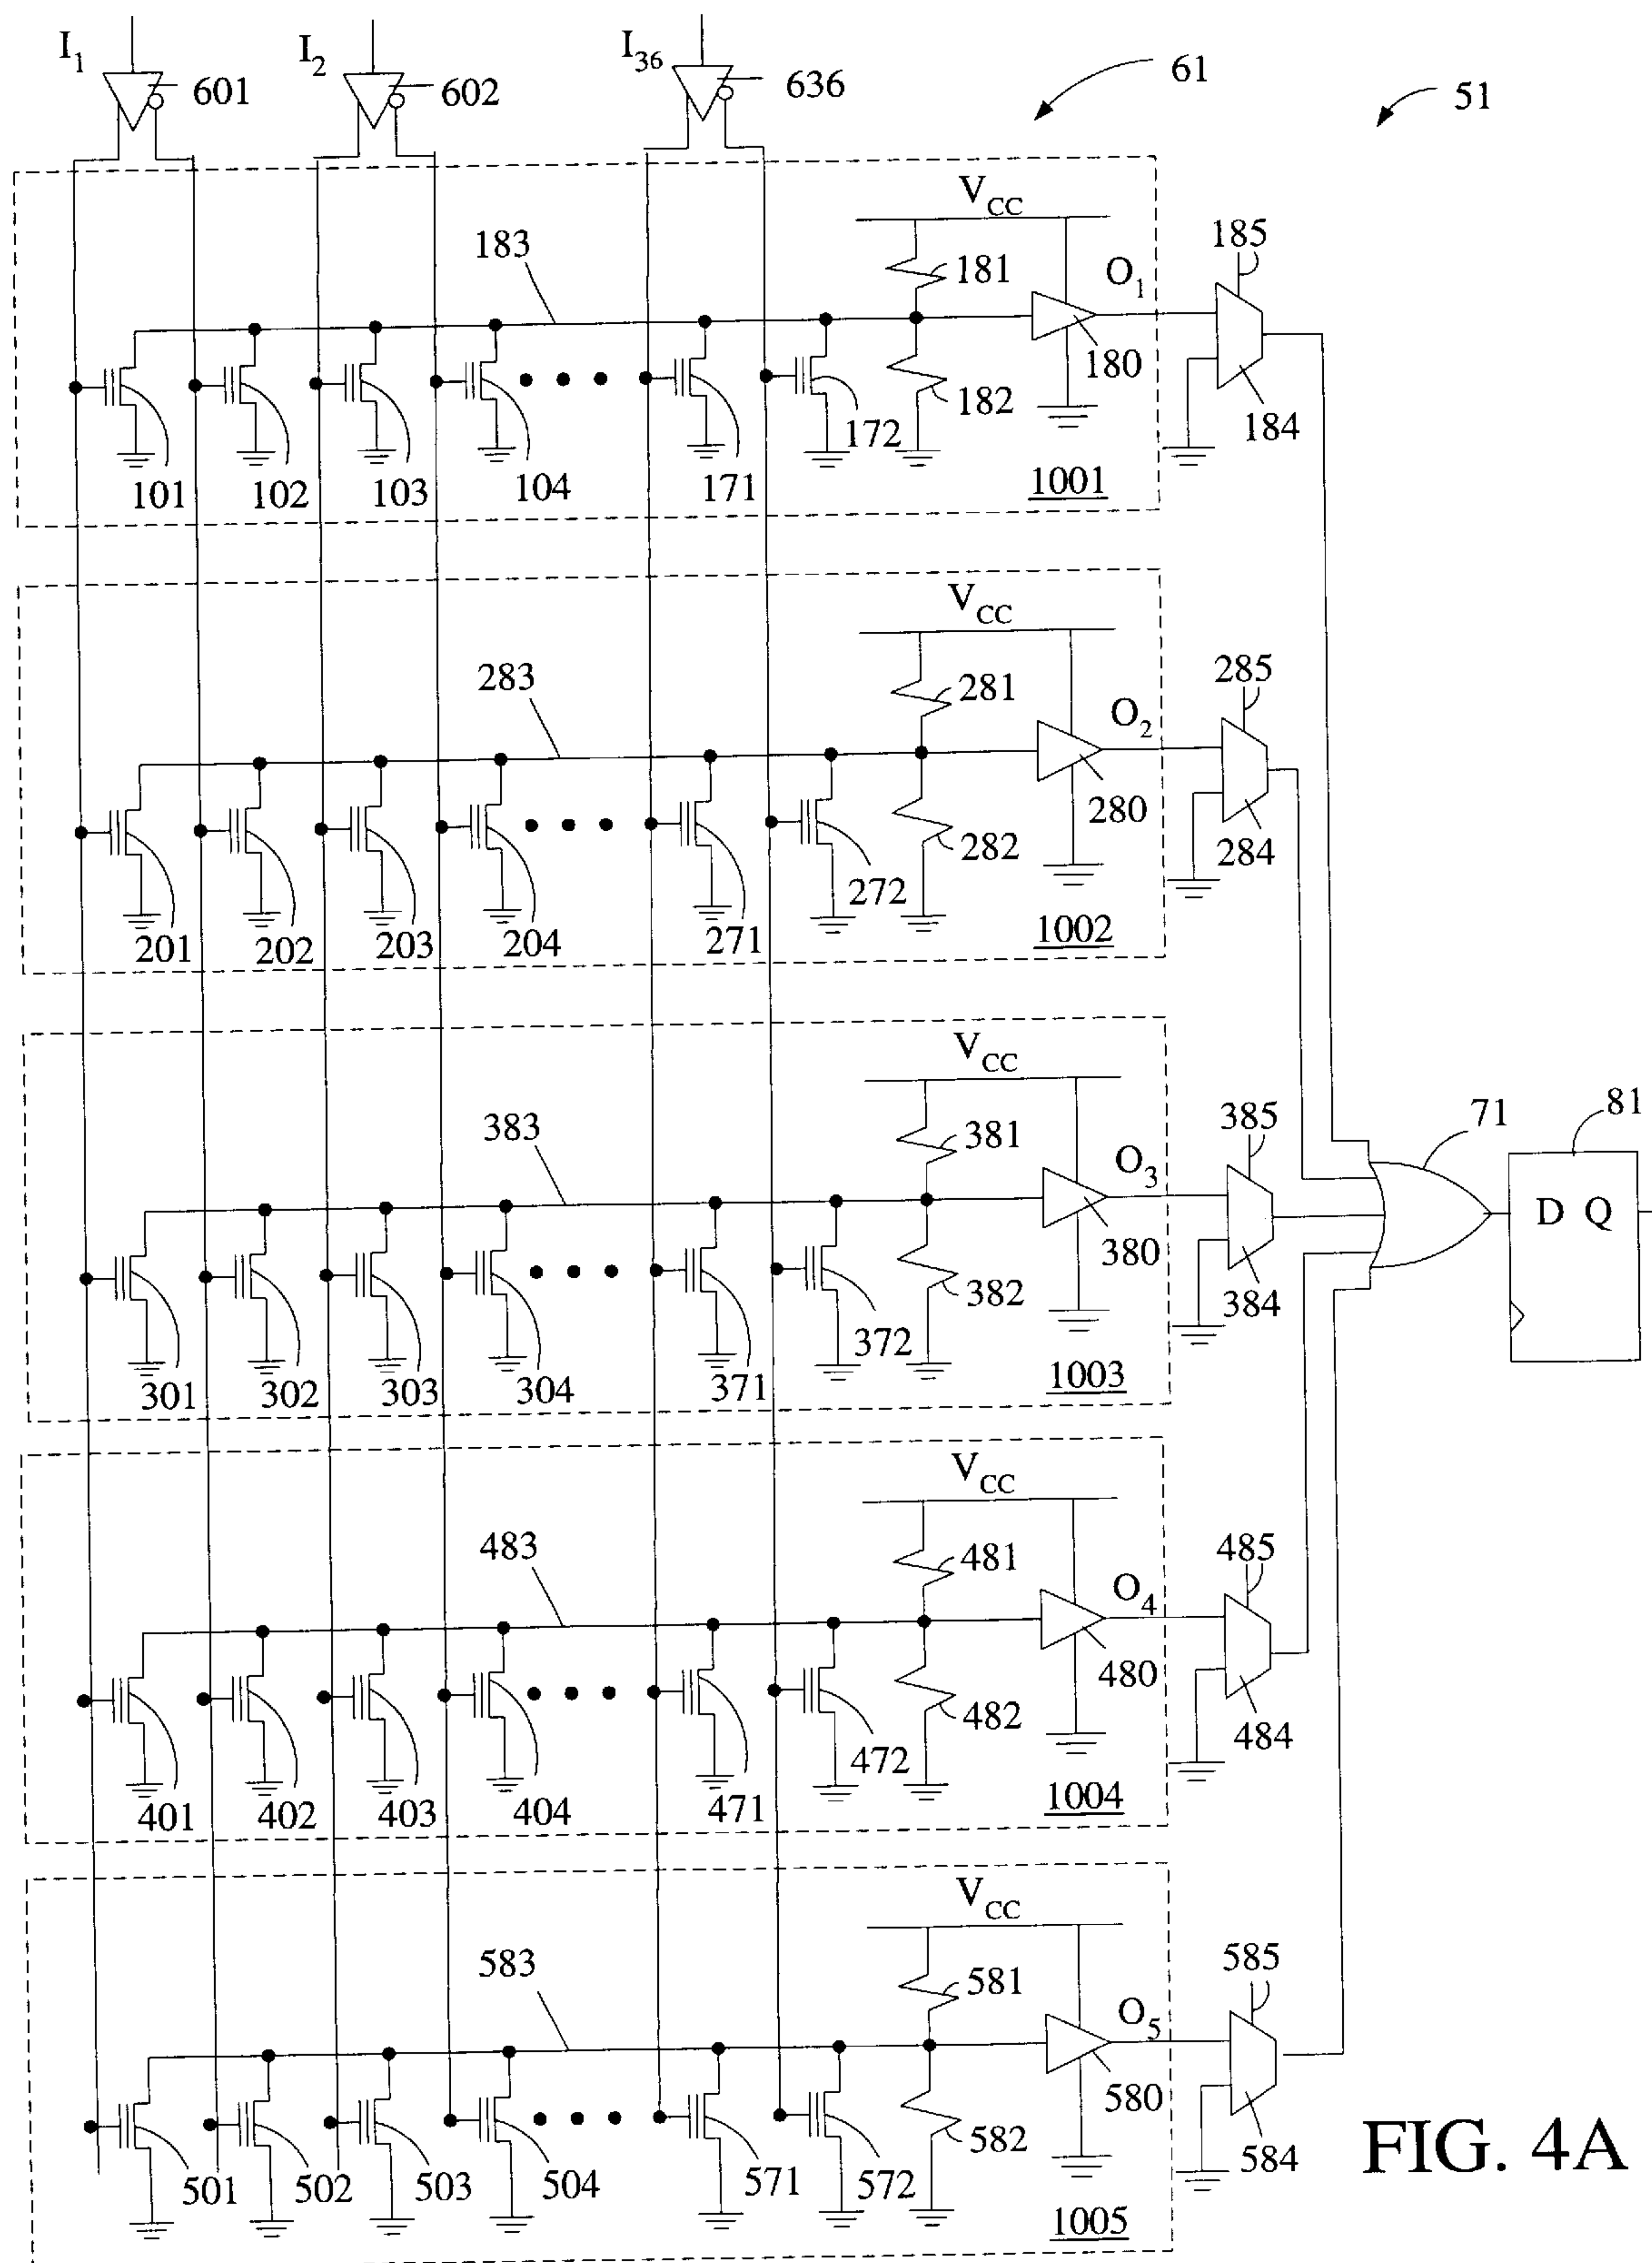 I1 601 I2 602 I36 636 61 51
VCC
183 181 O1 185
180
182 184
101 102 103 104 171 172 1001
VCC
283 281 O2 285
280
282 284
201 202 203 204 271 272 1002
VCC
383 381 O3 385 71 81
D Q
380
382 384
301 302 303 304 371 372 1003
VCC
483 481 O4 485
480
482 484
401 402 403 404 471 472 1004
VCC
583 581 O5 585
580
582 584
501 502 503 504 571 572 1005
FIG. 4A